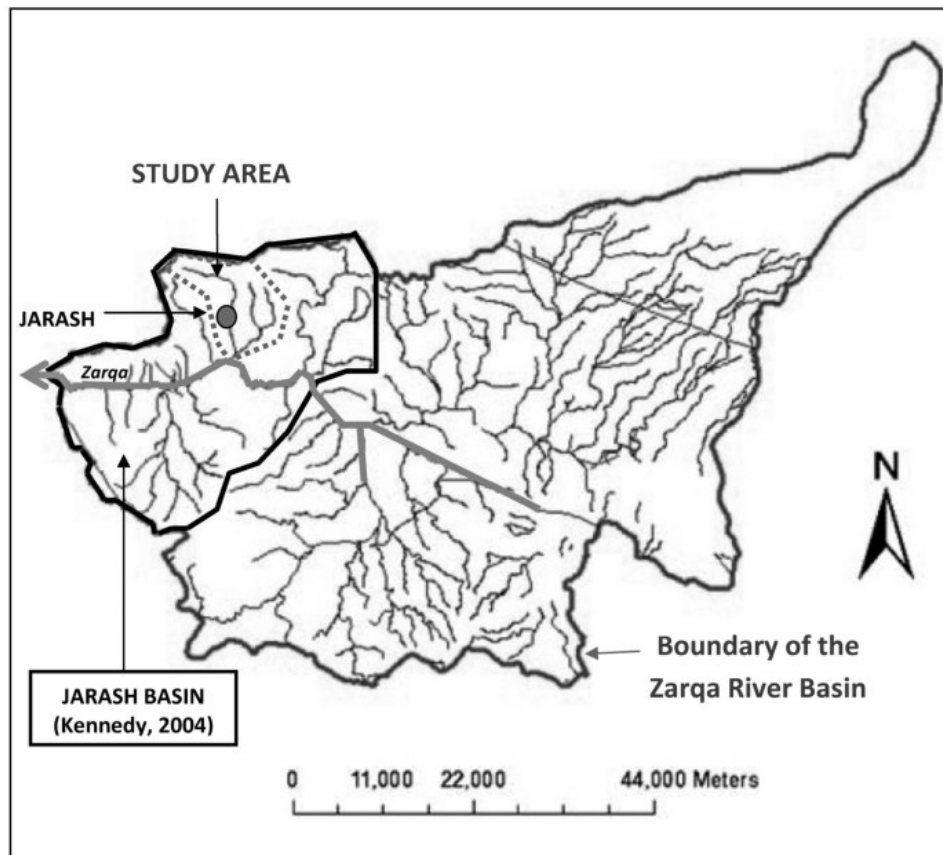 STUDY AREA
JARASH
Zarqa
N
Boundary of the
Zarqa River Basin
JARASH BASIN
(Kennedy, 2004)
0 11,000 22,000 44,000 Meters